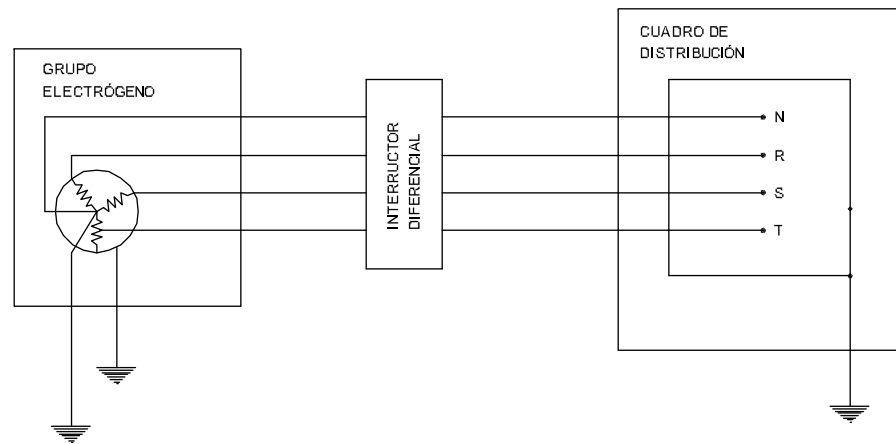 GRUPO
ELECTRÓGENO
INTERRUCTOR
DIFERENCIAL
CUADRO DE
DISTRIBUCIÓN
N
R
S
T